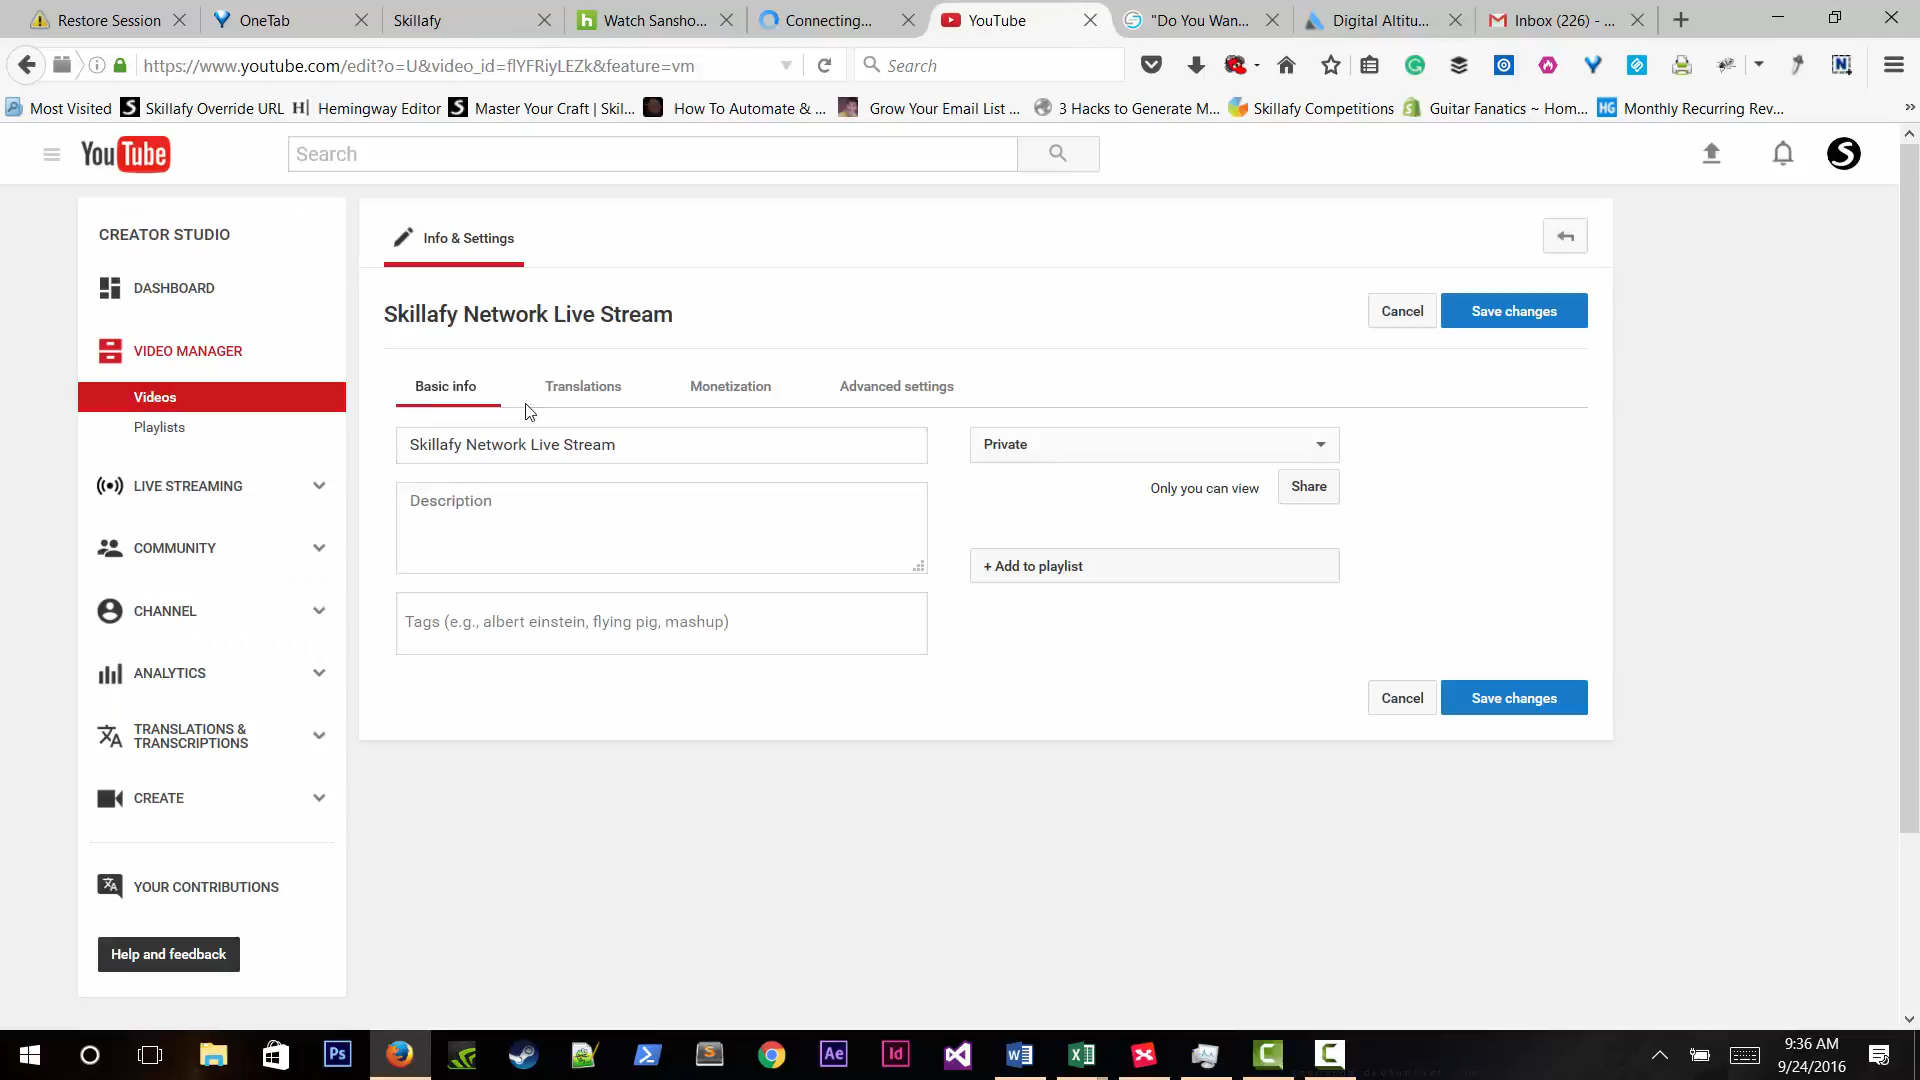 Restore Session
OneTab
Skillafy
Watch Sansho...
Connecting...
YouTube
"Do You Wan...
Digital Altitu...
Inbox (226) - ...
https://www.youtube.com/edit?o=U&video_id=flYFRiyLEZk&feature=vm
Search
Most Visited
Skillafy Override URL
Hemingway Editor
Master Your Craft | Skil...
How To Automate & ...
Grow Your Email List ...
3 Hacks to Generate M...
Skillafy Competitions
Guitar Fanatics ~ Hom...
Monthly Recurring Rev...
YouTube
Search
CREATOR STUDIO
DASHBOARD
VIDEO MANAGER
Videos
Playlists
LIVE STREAMING
COMMUNITY
CHANNEL
ANALYTICS
TRANSLATIONS &
TRANSCRIPTIONS
CREATE
YOUR CONTRIBUTIONS
Help and feedback
Info & Settings
Skillafy Network Live Stream
Cancel
Save changes
Basic info
Translations
Monetization
Advanced settings
Skillafy Network Live Stream
Private
Description
Only you can view
Share
+ Add to playlist
Tags (e.g., albert einstein, flying pig, mashup)
Cancel
Save changes
9:36 AM
9/24/2016